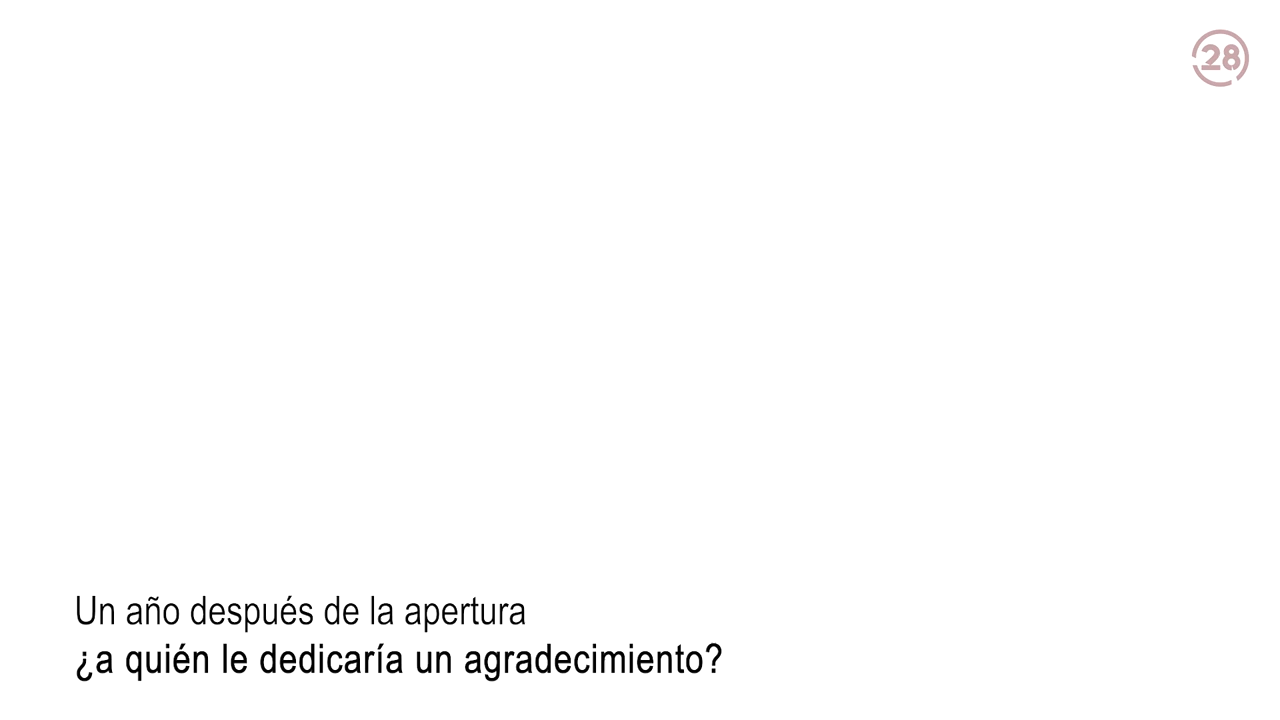 28
Un año después de la apertura
¿a quién le dedicaría un agradecimiento?